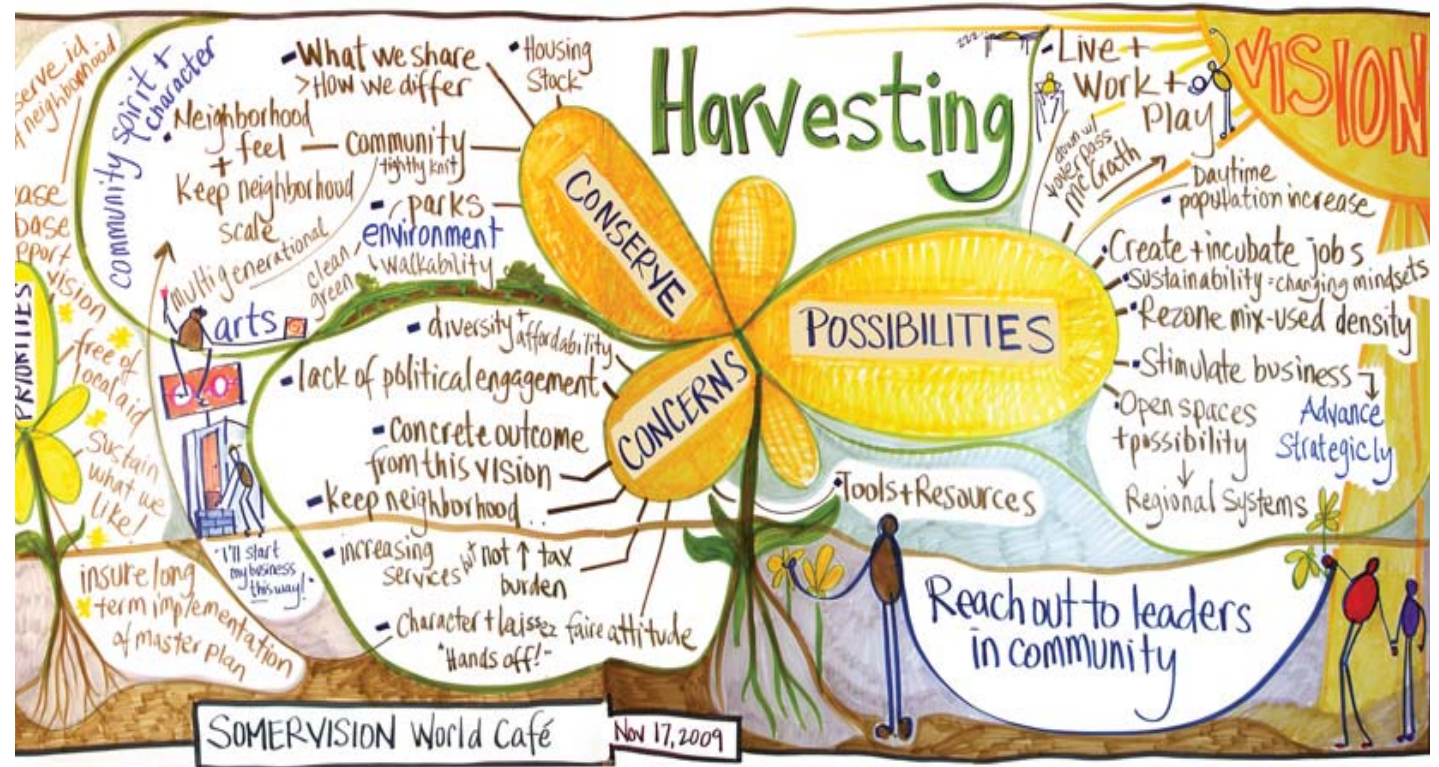 Harvesting
VISION
serve id
neighborhood
ase
base
pport
vision
PRIORITIES
free of
local aid
sustain
what we
like!
insure long
term implementation
of master plan
community spirit +
character
- What we share
> How we differ
- Housing
Stock
- Neighborhood
feel
+
Keep neighborhood
scale
community
tightly knit
multigenerational
- parks
environment
walkability
clean
green
arts
"I'll start
my business
this way!"
CONSERVE
CONCERNS
- diversity +
affordability
- lack of political engagement
- Concrete outcome
from this vision
- keep neighborhood..
- increasing
services but not ↑ tax
burden
- character + laissez faire attitude
"Hands off!"
POSSIBILITIES
zzz
- Live +
Work +
Play
down w/
overpass
McGrath
- Daytime
population increase
- Create + incubate jobs
- Sustainability = changing mindsets
- Rezone mix-used density
- Stimulate business
Advance
Strategicly
- Open spaces
+ possibility
Regional Systems
- Tools + Resources
Reach out to leaders
in community
SOMERVISION World Café
Nov 17, 2009